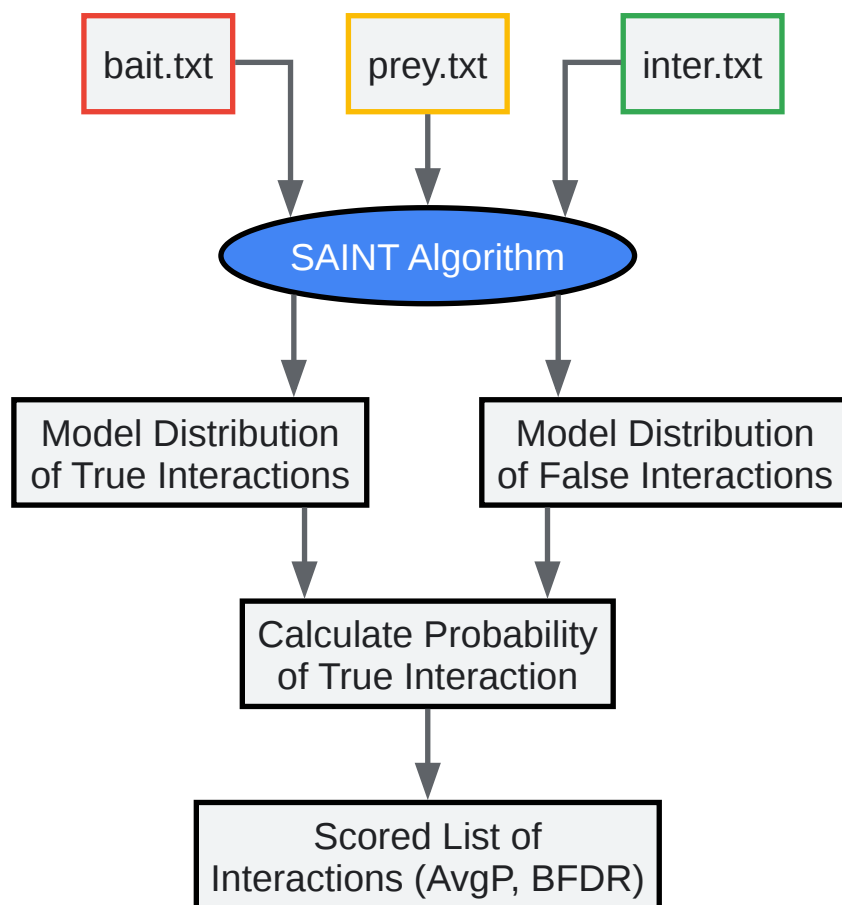 bait.txt
prey.txt
inter.txt
SAINT Algorithm
Model Distribution
of True Interactions
Model Distribution
of False Interactions
Calculate Probability
of True Interaction
Scored List of
Interactions (AvgP, BFDR)